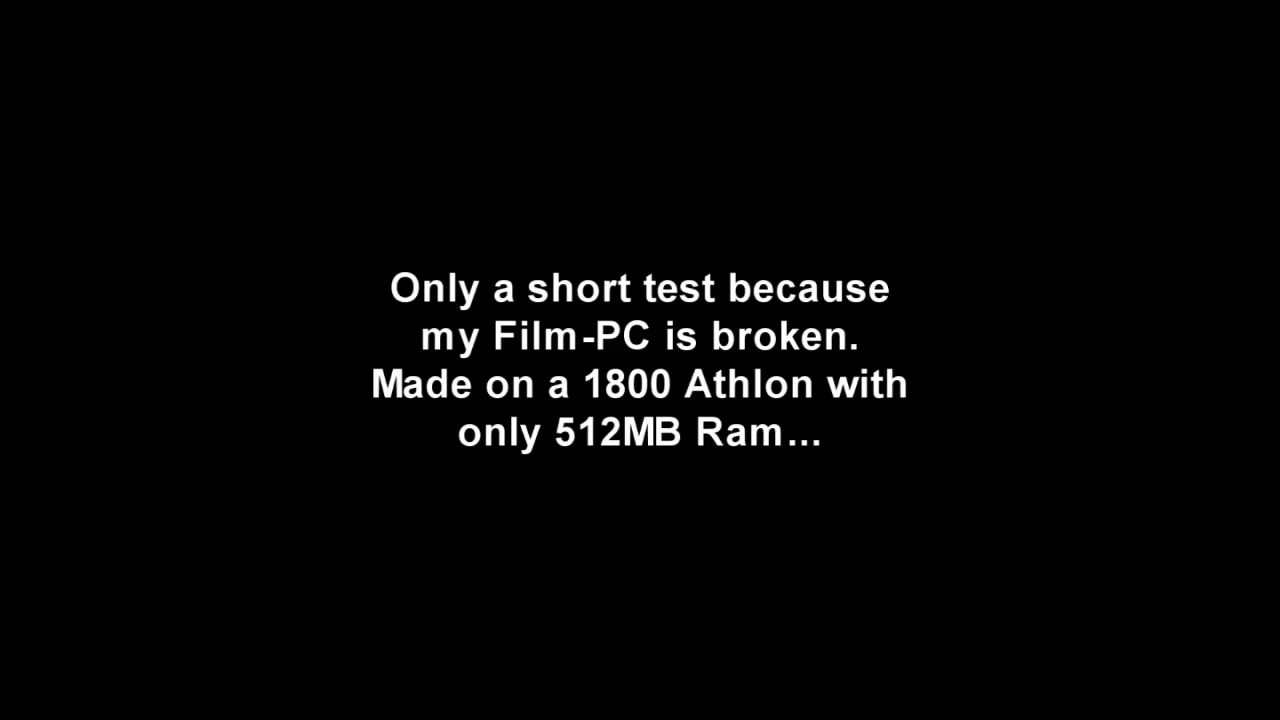 Only a short test because
my Film-PC is broken.
Made on a 1800 Athlon with
only 512MB Ram...